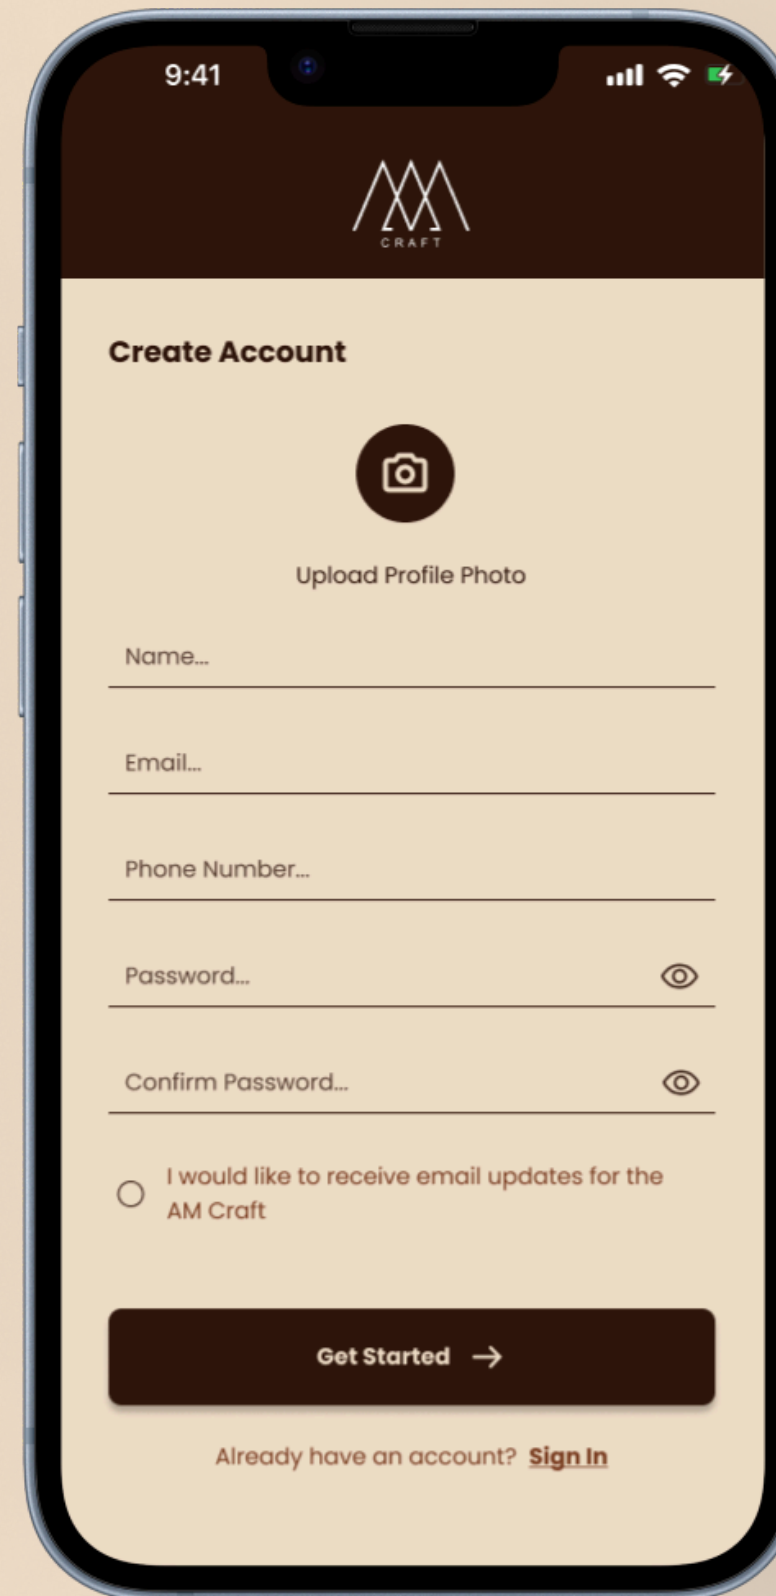 9:41
CRAFT
Create Account
Upload Profile Photo
Name...
Email...
Phone Number...
Password...
Confirm Password...
I would like to receive email updates for the
AM Craft
Get Started
Already have an account? Sign In